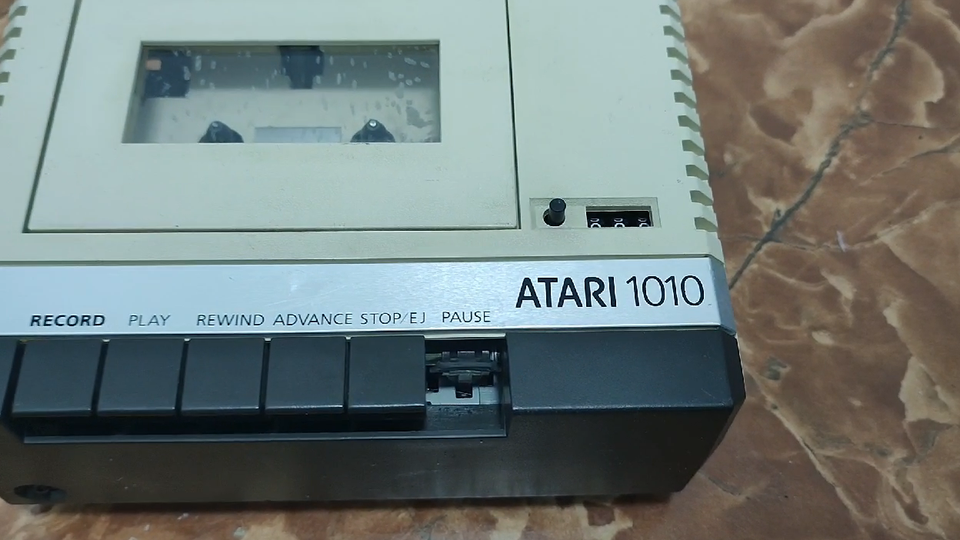 ATARI 1010
RECORD PLAY REWIND ADVANCE STOP/EJ PAUSE